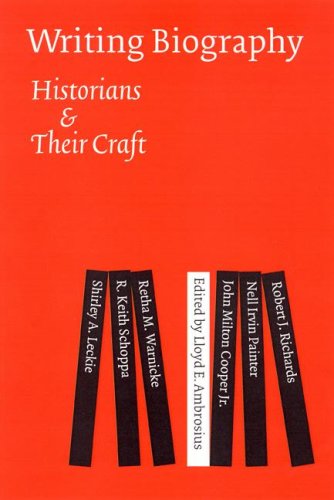 Writing Biography
Historians
&
Their Craft
Shirley A. Leckie
R. Keith Schoppa
Retha M. Warnicke
Edited by Lloyd E. Ambrosius
John Milton Cooper Jr.
Nell Irvin Painter
Robert J. Richards